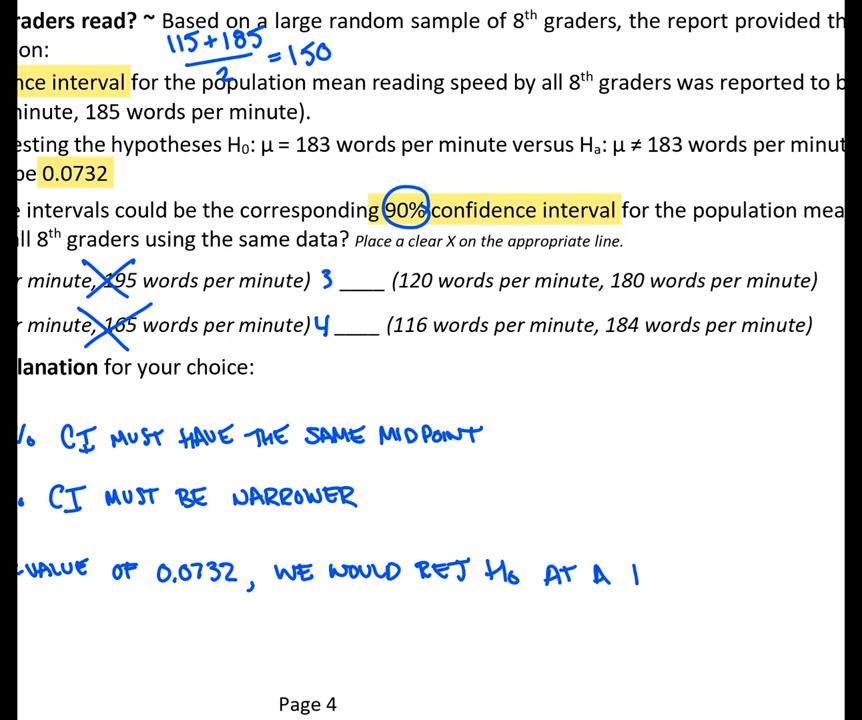 raders read? ~ Based on a large random sample of 8th graders, the report provided th
115+185
2
=150
on:
nce interval for the population mean reading speed by all 8th graders was reported to b
ninute, 185 words per minute).
esting the hypotheses H₀: μ = 183 words per minute versus Hₐ: μ ≠ 183 words per minut
be 0.0732
e intervals could be the corresponding 90% confidence interval for the population mea
ll 8th graders using the same data? Place a clear X on the appropriate line.
r minute, 195 words per minute) 3 ____ (120 words per minute, 180 words per minute)
r minute, 165 words per minute) 4 ____ (116 words per minute, 184 words per minute)
lanation for your choice:
% CI MUST HAVE THE SAME MIDPOINT
CI MUST BE NARROWER
-VALUE OF 0.0732, WE WOULD REJ H₀ AT A 1
Page 4